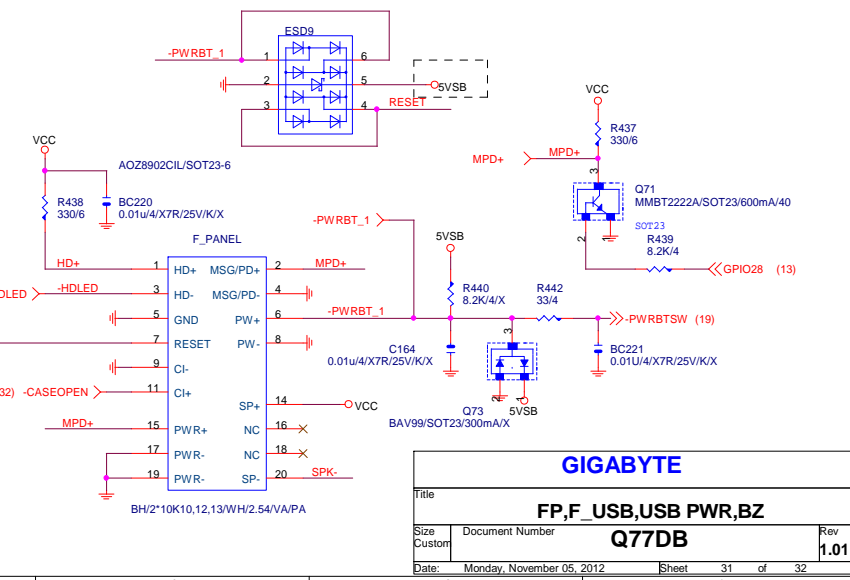 ESD9
-PWRBT_1
1
6
2
5
5VSB
3
4
RESET
VCC
R437
330/6
MPD+
MPD+
3
VCC
AOZ8902CIL/SOT23-6
R438
330/6
BC220
0.01u/4/X7R/25V/K/X
Q71
MMBT2222A/SOT23/600mA/40
SOT23
2
1
-PWRBT_1
F_PANEL
5VSB
R439
8.2K/4
GPIO28 (13)
HD+
1
HD+
MSG/PD+
2
MPD+
DLED
-HDLED
3
HD-
MSG/PD-
4
R440
8.2K/4/X
R442
33/4
5
GND
PW+
6
-PWRBT_1
-PWRBTSW (19)
7
RESET
PW-
8
3
C164
0.01u/4/X7R/25V/K/X
BC221
0.01U/4/X7R/25V/K/X
9
CI-
32) -CASEOPEN
11
CI+
2
1
SP+
14
VCC
Q73
5VSB
BAV99/SOT23/300mA/X
MPD+
15
PWR+
NC
16
17
PWR-
NC
18
19
PWR-
SP-
20
SPK-
BH/2*10K10,12,13/WH/2.54/VA/PA
GIGABYTE
Title
FP,F_USB,USB PWR,BZ
Size
Custom
Document Number
Q77DB
Rev
1.01
Date: Monday, November 05, 2012 Sheet 31 of 32